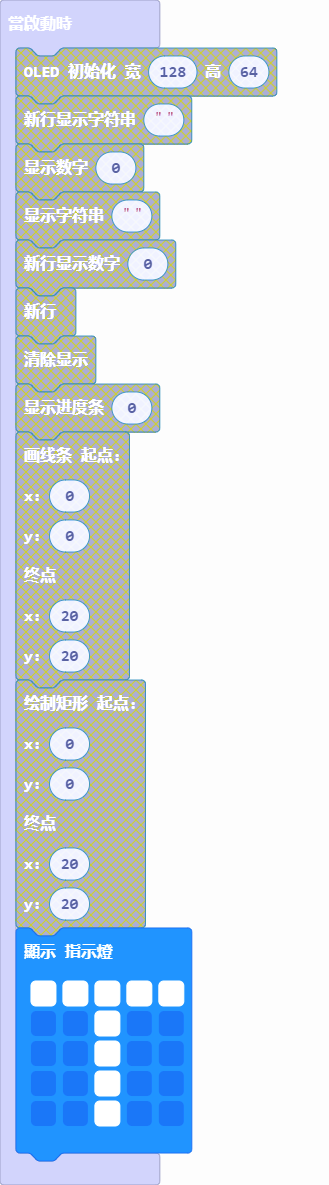 當啟動時
OLED 初始化 宽 128 高 64
新行显示字符串 " "
显示数字 0
显示字符串 " "
新行显示数字 0
新行
清除显示
显示进度条 0
画线条 起点:
x: 0
y: 0
终点
x: 20
y: 20
绘制矩形 起点:
x: 0
y: 0
终点
x: 20
y: 20
顯示 指示燈